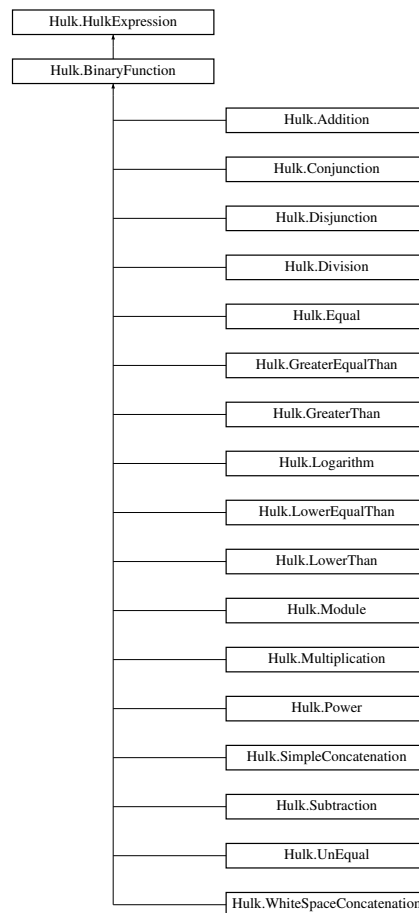 Hulk.HulkExpression
Hulk.BinaryFunction
Hulk.Addition
Hulk.Conjunction
Hulk.Disjunction
Hulk.Division
Hulk.Equal
Hulk.GreaterEqualThan
Hulk.GreaterThan
Hulk.Logarithm
Hulk.LowerEqualThan
Hulk.LowerThan
Hulk.Module
Hulk.Multiplication
Hulk.Power
Hulk.SimpleConcatenation
Hulk.Subtraction
Hulk.UnEqual
Hulk.WhiteSpaceConcatenation